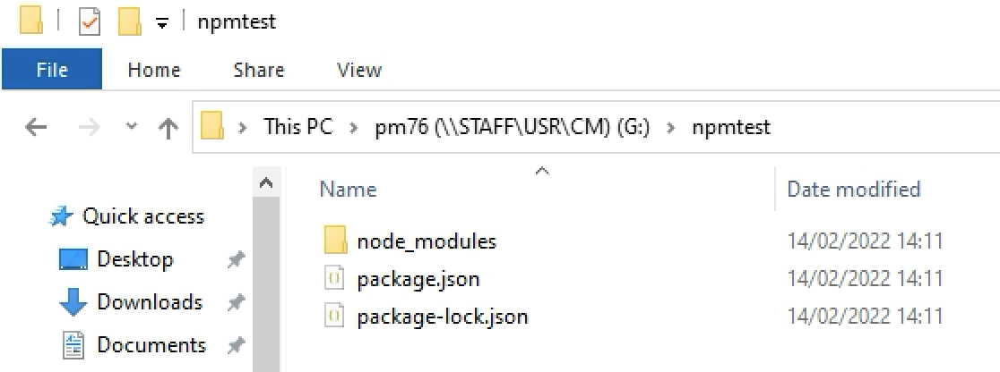 npmtest
File Home Share View
This PC > pm76 (\\STAFF\USR\CM) (G:) > npmtest
Name Date modified
Quick access
Desktop
Downloads
Documents
node_modules 14/02/2022 14:11
package.json 14/02/2022 14:11
package-lock.json 14/02/2022 14:11